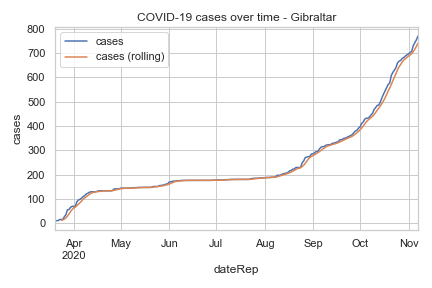 COVID-19 cases over time - Gibraltar
cases
cases (rolling)
cases
800
700
600
500
400
300
200
100
0
Apr May Jun Jul Aug Sep Oct Nov
2020
dateRep